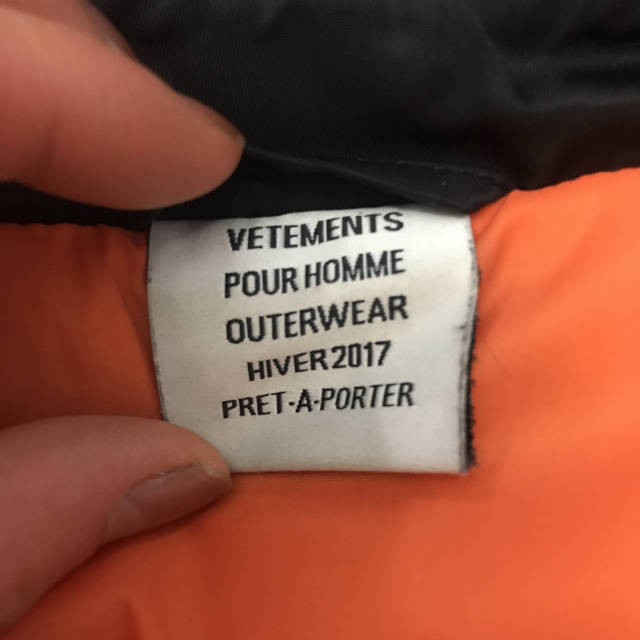 VETEMENTS
POUR HOMME
OUTERWEAR
HIVER 2017
PRET-A-PORTER